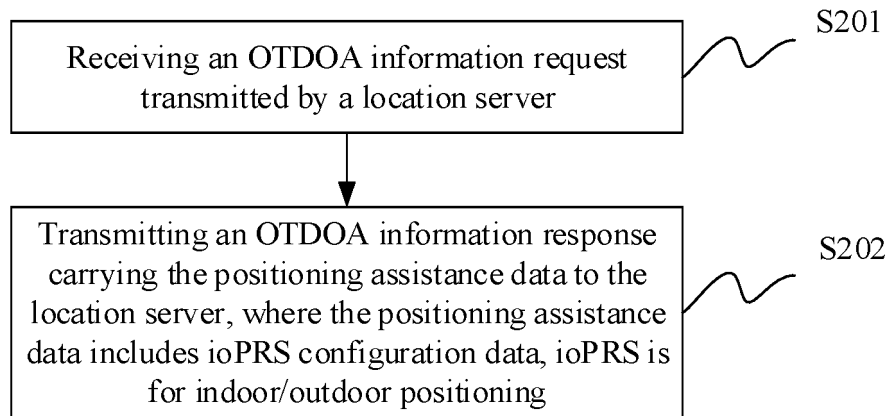 S201
Receiving an OTDOA information request
transmitted by a location server
S202
Transmitting an OTDOA information response
carrying the positioning assistance data to the
location server, where the positioning assistance
data includes ioPRS configuration data, ioPRS is
for indoor/outdoor positioning